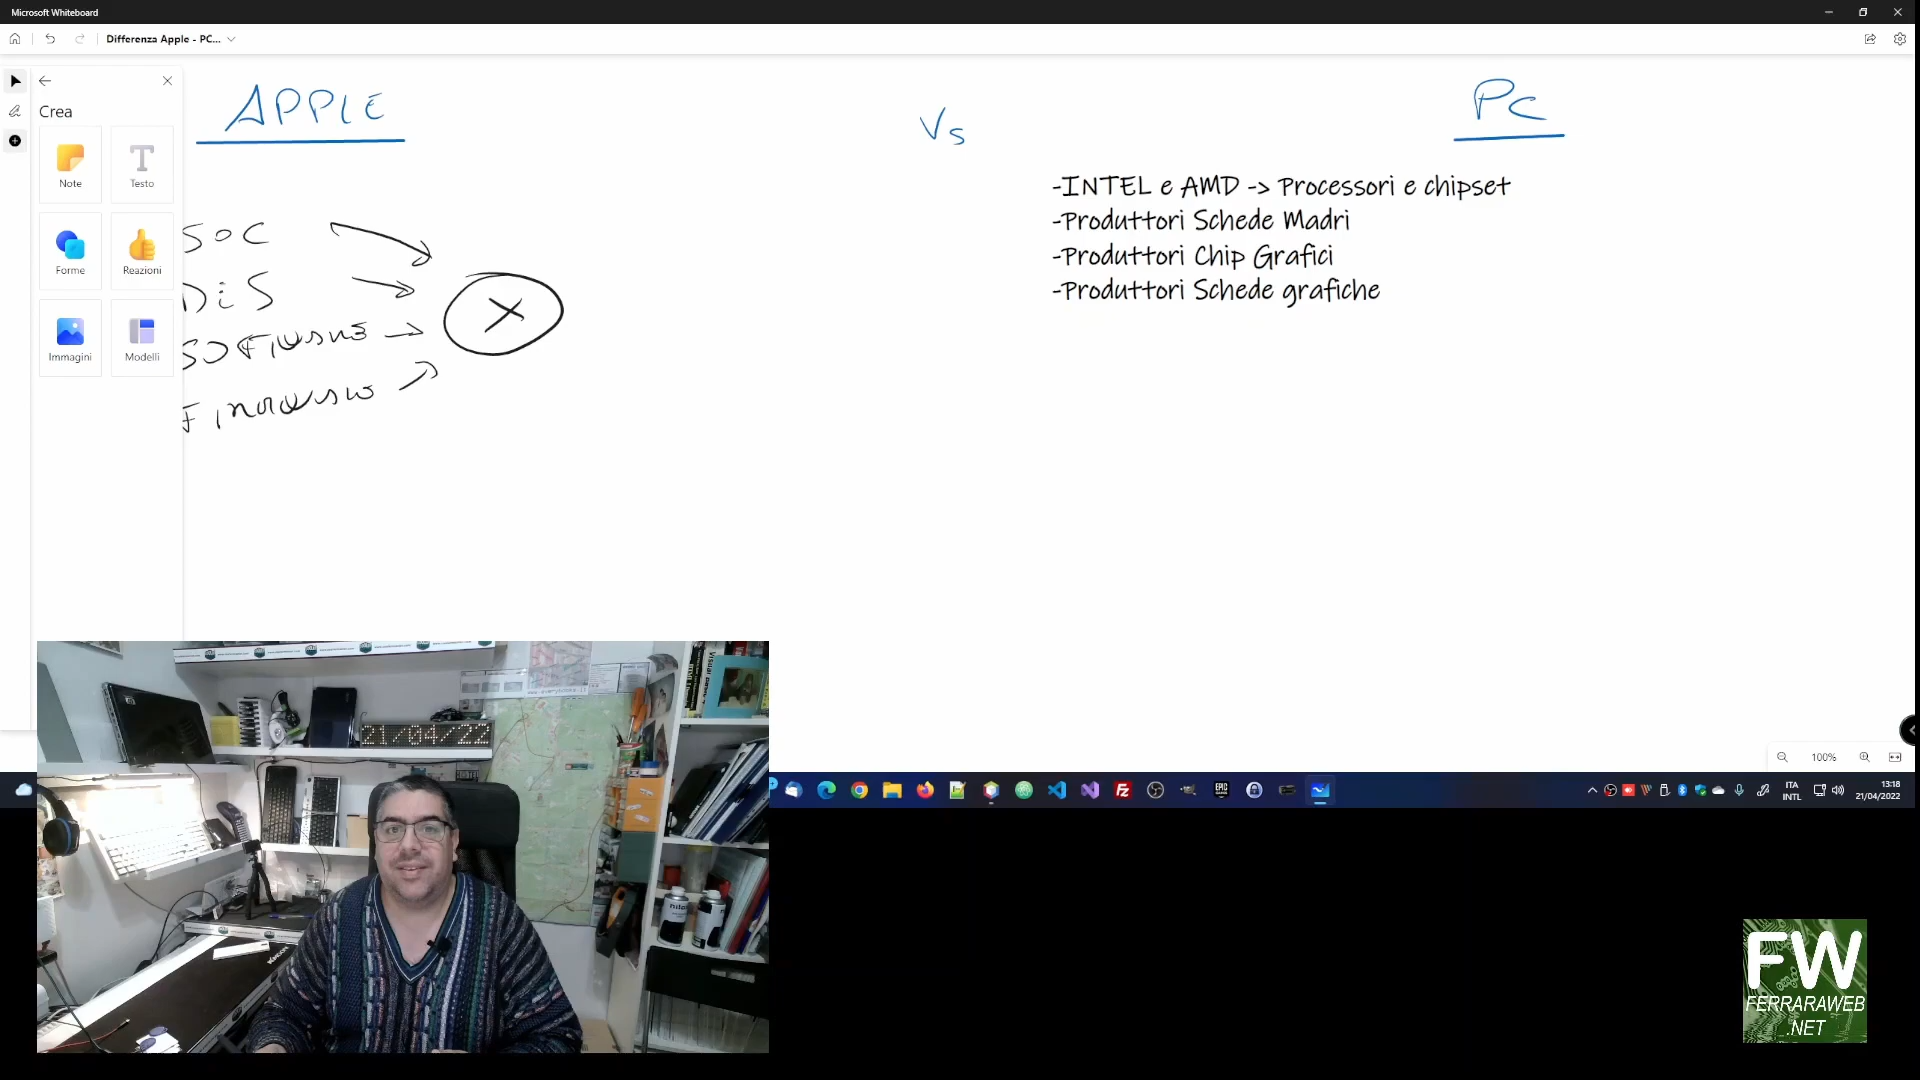 Microsoft Whiteboard
Differenza Apple - PC...
Crea
Note
Testo
Forme
Reazioni
Immagini
Modelli
APPLE
Vs
PC
SOC
DiS
-INTEL e AMD -> Processori e chipset
-Produttori Schede Madri
-Produttori Chip Grafici
-Produttori Schede grafiche
21/04/22
100%
ITA
INTL
13:18
21/04/2022
FW
FERRARAWEB
.NET